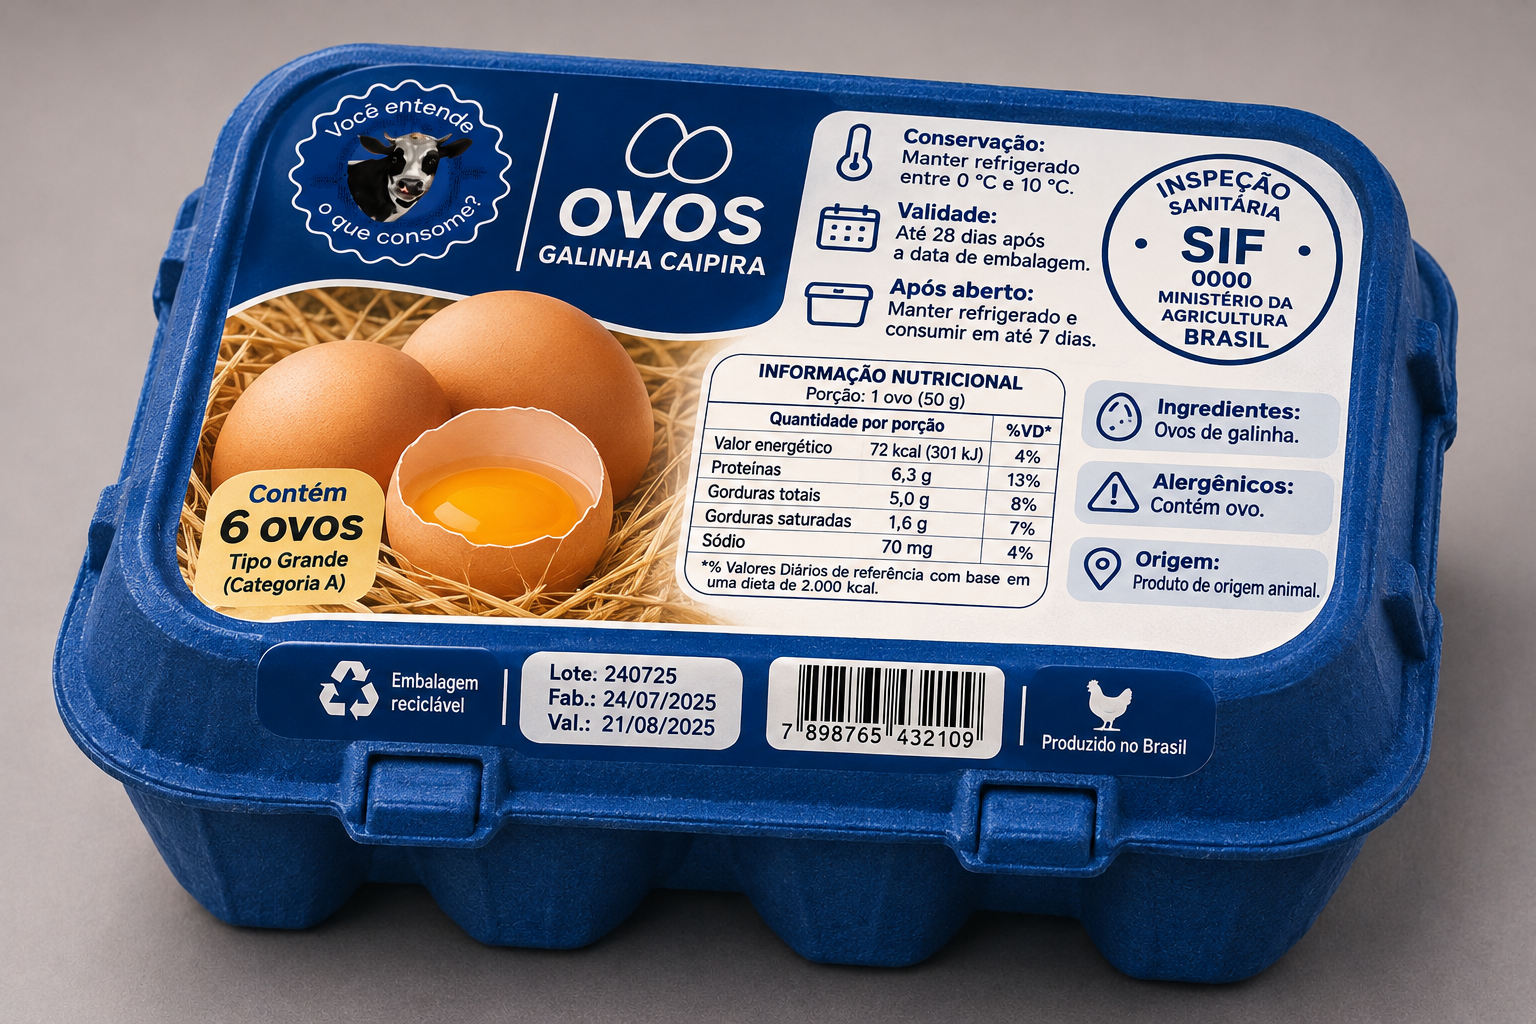 Você entende
o que consome?
OVOS
GALINHA CAIPIRA
Conservação:
Manter refrigerado
entre 0 °C e 10 °C.
Validade:
Até 28 dias após
a data de embalagem.
Após aberto:
Manter refrigerado e
consumir em até 7 dias.
INSPEÇÃO
SANITÁRIA
SIF
0000
MINISTÉRIO DA
AGRICULTURA
BRASIL
Contém
6 ovos
Tipo Grande
(Categoria A)
INFORMAÇÃO NUTRICIONAL
Porção: 1 ovo (50 g)
Quantidade por porção %VD*
Valor energético 72 kcal (301 kJ) 4%
Proteínas 6,3 g 13%
Gorduras totais 5,0 g 8%
Gorduras saturadas 1,6 g 7%
Sódio 70 mg 4%
*% Valores Diários de referência com base em
uma dieta de 2.000 kcal.
Ingredientes:
Ovos de galinha.
Alergênicos:
Contém ovo.
Origem:
Produto de origem animal.
Embalagem
reciclável
Lote: 240725
Fab.: 24/07/2025
Val.: 21/08/2025
7 898765 432109
Produzido no Brasil